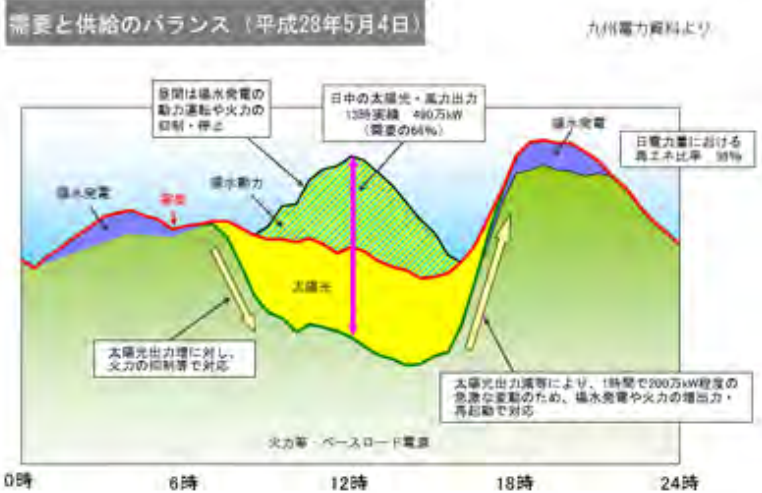 需要と供給のバランス（平成28年5月4日）
九州電力資料より
昼間は揚水発電の
動力運転や火力の
抑制・停止
日中の太陽光・風力出力
13時実績 490万kW
（需要の66%）
揚水発電
日電力量における
再エネ比率 38%
揚水動力
揚水発電
需要
太陽光
太陽光出力増に対し、
火力の抑制等で対応
太陽光出力減等により、1時間で200万kW程度の
急激な変動のため、揚水発電や火力の増出力・
再起動で対応
火力等・ベースロード電源
0時 6時 12時 18時 24時